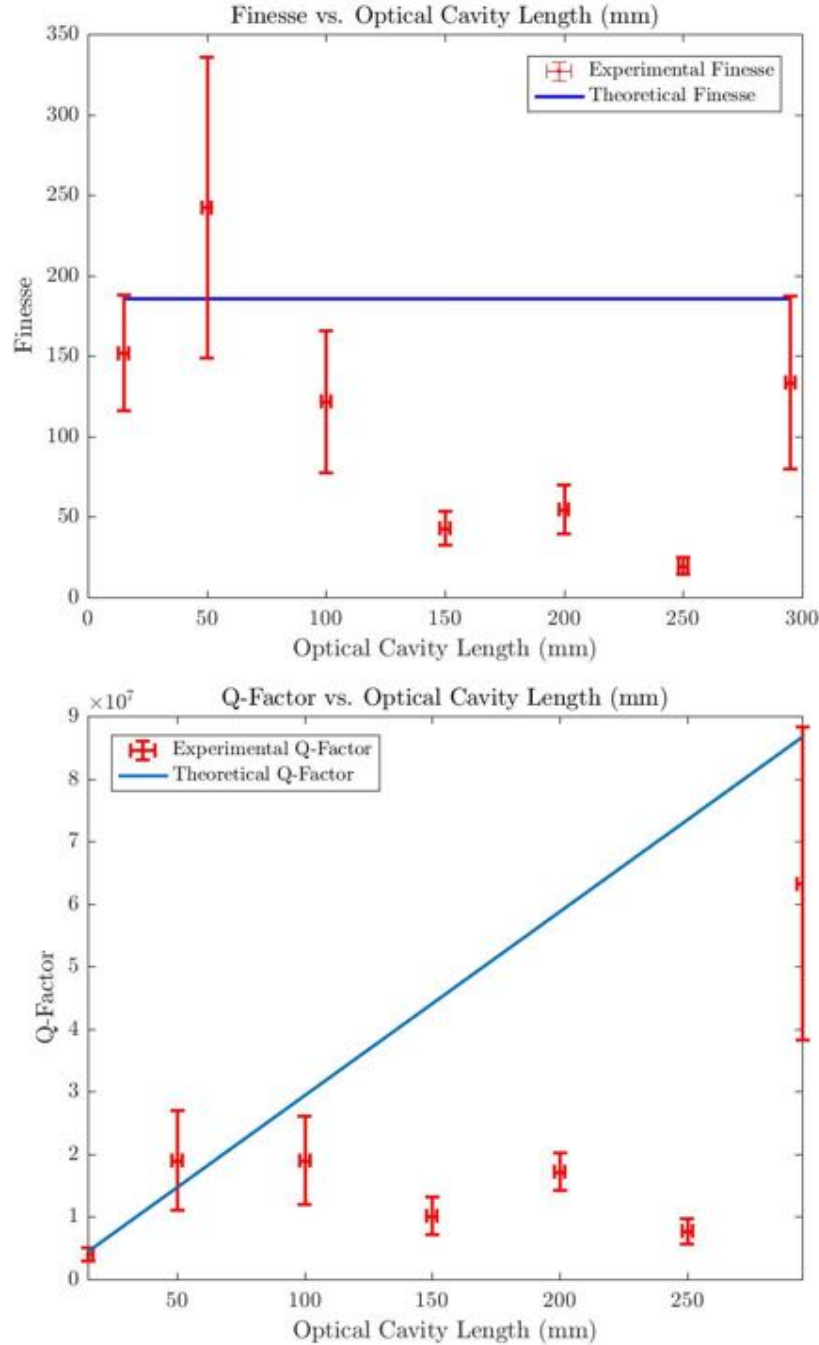 Finesse vs. Optical Cavity Length (mm)
350
300
250
200
150
100
50
0
Finesse
Experimental Finesse
Theoretical Finesse
0 50 100 150 200 250 300
Optical Cavity Length (mm)
×10^7
Q-Factor vs. Optical Cavity Length (mm)
9
8
7
6
5
4
3
2
1
0
Q-Factor
Experimental Q-Factor
Theoretical Q-Factor
50 100 150 200 250
Optical Cavity Length (mm)